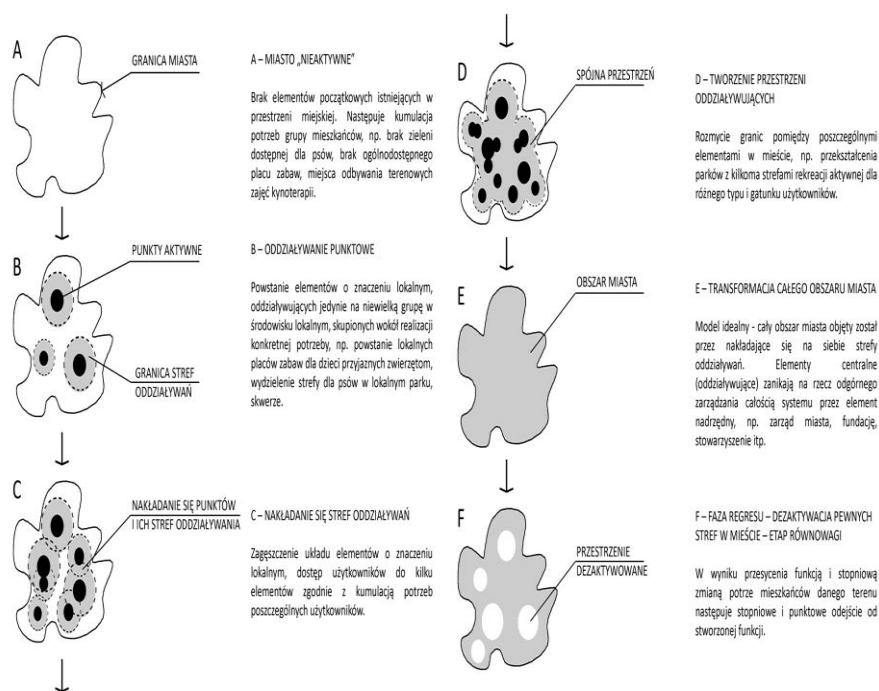 A
GRANICA MIASTA
A – MIASTO „NIEAKTYWNE”
Brak elementów początkowych istniejących w
przestrzeni miejskiej. Następuje kumulacja
potrzeb grupy mieszkańców, np. brak zieleni
dostępnej dla psów, brak ogólnodostępnego
placu zabaw, miejsca odbywania terenowych
zajęć kynoterapii.
B
PUNKTY AKTYWNE
GRANICA STREF
ODDZIAŁYWAŃ
B – ODDZIAŁYWANIE PUNKTOWE
Powstanie elementów o znaczeniu lokalnym,
oddziaływujących jedynie na niewielką grupę w
środowisku lokalnym, skupionych wokół realizacji
konkretnej potrzeby, np. powstanie lokalnych
placów zabaw dla dzieci przyjaznych zwierzętom,
wydzielenie strefy dla psów w lokalnym parku,
skwerze.
C
NAKŁADANIE SIĘ PUNKTÓW
I ICH STREF ODDZIAŁYWANIA
C – NAKŁADANIE SIĘ STREF ODDZIAŁYWAŃ
Zagęszczenie układu elementów o znaczeniu
lokalnym, dostęp użytkowników do kilku
elementów zgodnie z kumulacją potrzeb
poszczególnych użytkowników.
D
SPÓJNA PRZESTRZEŃ
D – TWORZENIE PRZESTRZENI
ODDZIAŁYWUJĄCYCH
Rozmycie granic pomiędzy poszczególnymi
elementami w mieście, np. przekształcenia
parków z kilkoma strefami rekreacji aktywnej dla
różnego typu i gatunku użytkowników.
E
OBSZAR MIASTA
E – TRANSFORMACJA CAŁEGO OBSZARU MIASTA
Model idealny - cały obszar miasta objęty został
przez nakładające się na siebie strefy
oddziaływań. Elementy centralne
(oddziaływujące) zanikają na rzecz odgórnego
zarządzania całością systemu przez element
nadrzędny, np. zarząd miasta, fundację,
stowarzyszenie itp.
F
PRZESTRZENIE
DEZAKTYWOWANE
F – FAZA REGRESU – DEZAKTYWACJA PEWNYCH
STREF W MIEŚCIE – ETAP RÓWNOWAGI
W wyniku przesycenia funkcją i stopniową
zmianą potrze mieszkańców danego terenu
następuje stopniowe i punktowe odejście od
stworzonej funkcji.